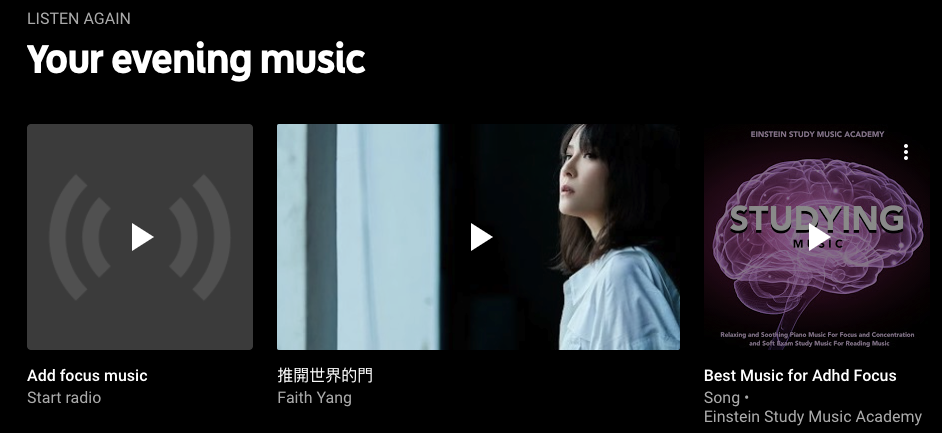 LISTEN AGAIN
Your evening music
EINSTEIN STUDY MUSIC ACADEMY
STUDYING
MUSIC
Relaxing and Soothing Piano Music For Focus and Concentration
and Soft Exam Study Music For Reading Music
Add focus music
Start radio
推開世界的門
Faith Yang
Best Music for Adhd Focus
Song •
Einstein Study Music Academy